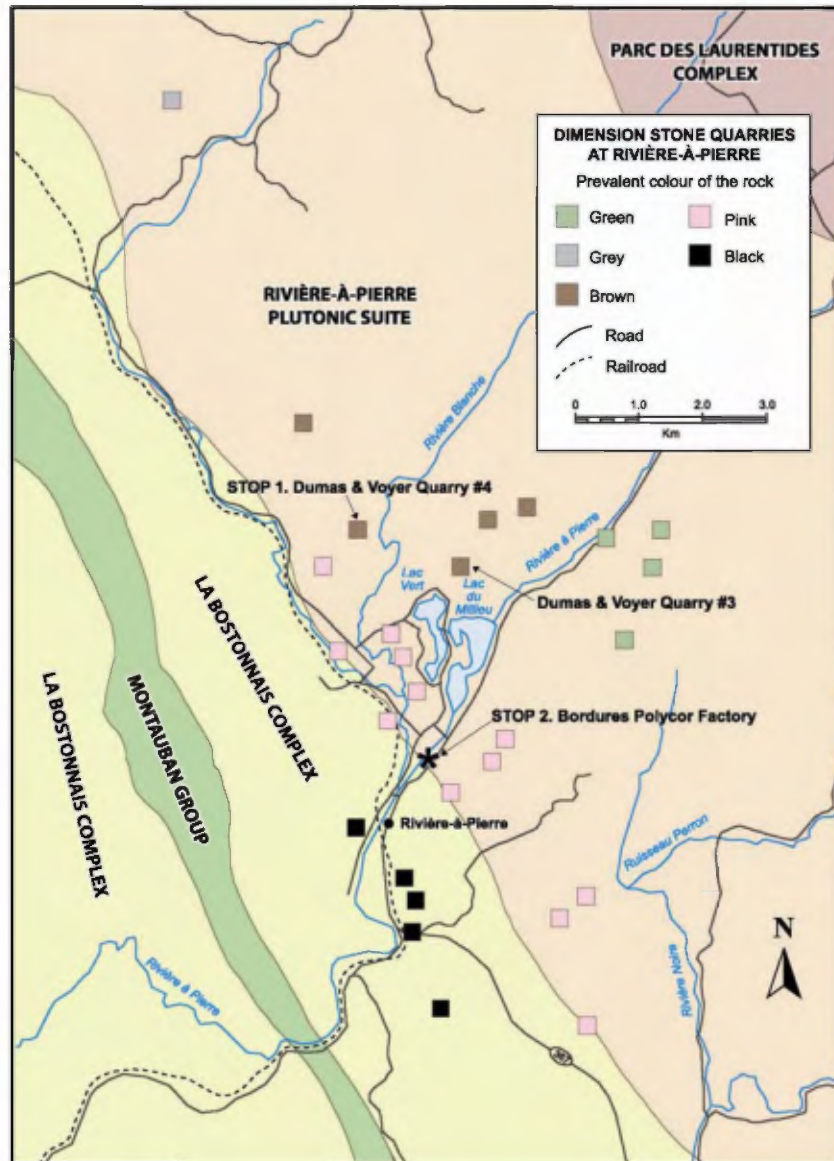 PARC DES LAURENTIDES
COMPLEX
DIMENSION STONE QUARRIES
AT RIVIÈRE-À-PIERRE
Prevalent colour of the rock
Green
Pink
Grey
Black
Brown
Road
Railroad
0 1.0 2.0 3.0
Km
RIVIÈRE-À-PIERRE
PLUTONIC SUITE
Rivière Blanche
STOP 1. Dumas & Voyer Quarry #4
Rivière à Pierre
Lac
Vert
Lac
du
Milieu
Dumas & Voyer Quarry #3
LA BOSTONNAIS COMPLEX
MONTAUBAN GROUP
LA BOSTONNAIS COMPLEX
STOP 2. Bordures Polycor Factory
Rivière-à-Pierre
Ruisseau Perron
N
Rivière Noire
Rivière à Pierre
367